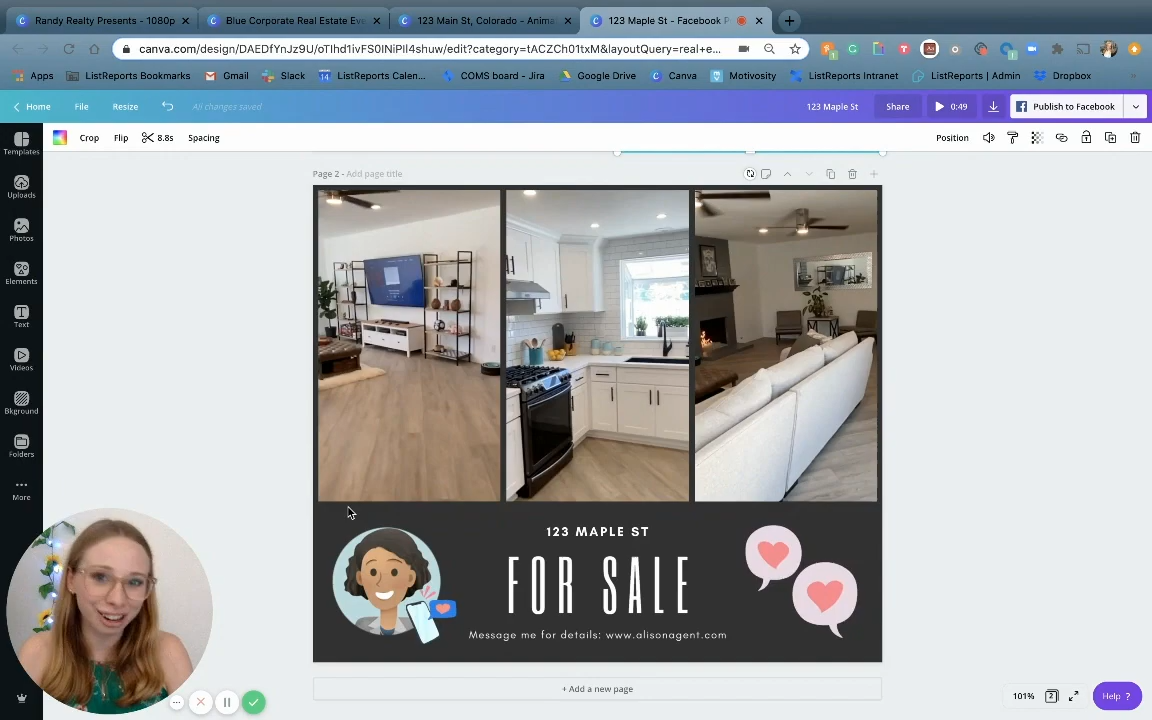 Randy Realty Presents - 1080p
Blue Corporate Real Estate Eve
123 Main St, Colorado - Anima
123 Maple St - Facebook P
canva.com/design/DAEDfYnJz9U/oTlhd1ivFS0INiPIl4shuw/edit?category=tACZCh01txM&layoutQuery=real+e...
Apps
ListReports Bookmarks
Gmail
Slack
ListReports Calen...
COMS board - Jira
Google Drive
Canva
Motivosity
ListReports Intranet
ListReports | Admin
Dropbox
Home
File
Resize
All changes saved
123 Maple St
Share
0:49
Publish to Facebook
Crop
Flip
8.8s
Spacing
Position
Templates
Uploads
Photos
Elements
Text
Videos
Bkground
Folders
More
Page 2 - Add page title
123 MAPLE ST
FOR SALE
Message me for details: www.alisonagent.com
+ Add a new page
101%
2
Help ?